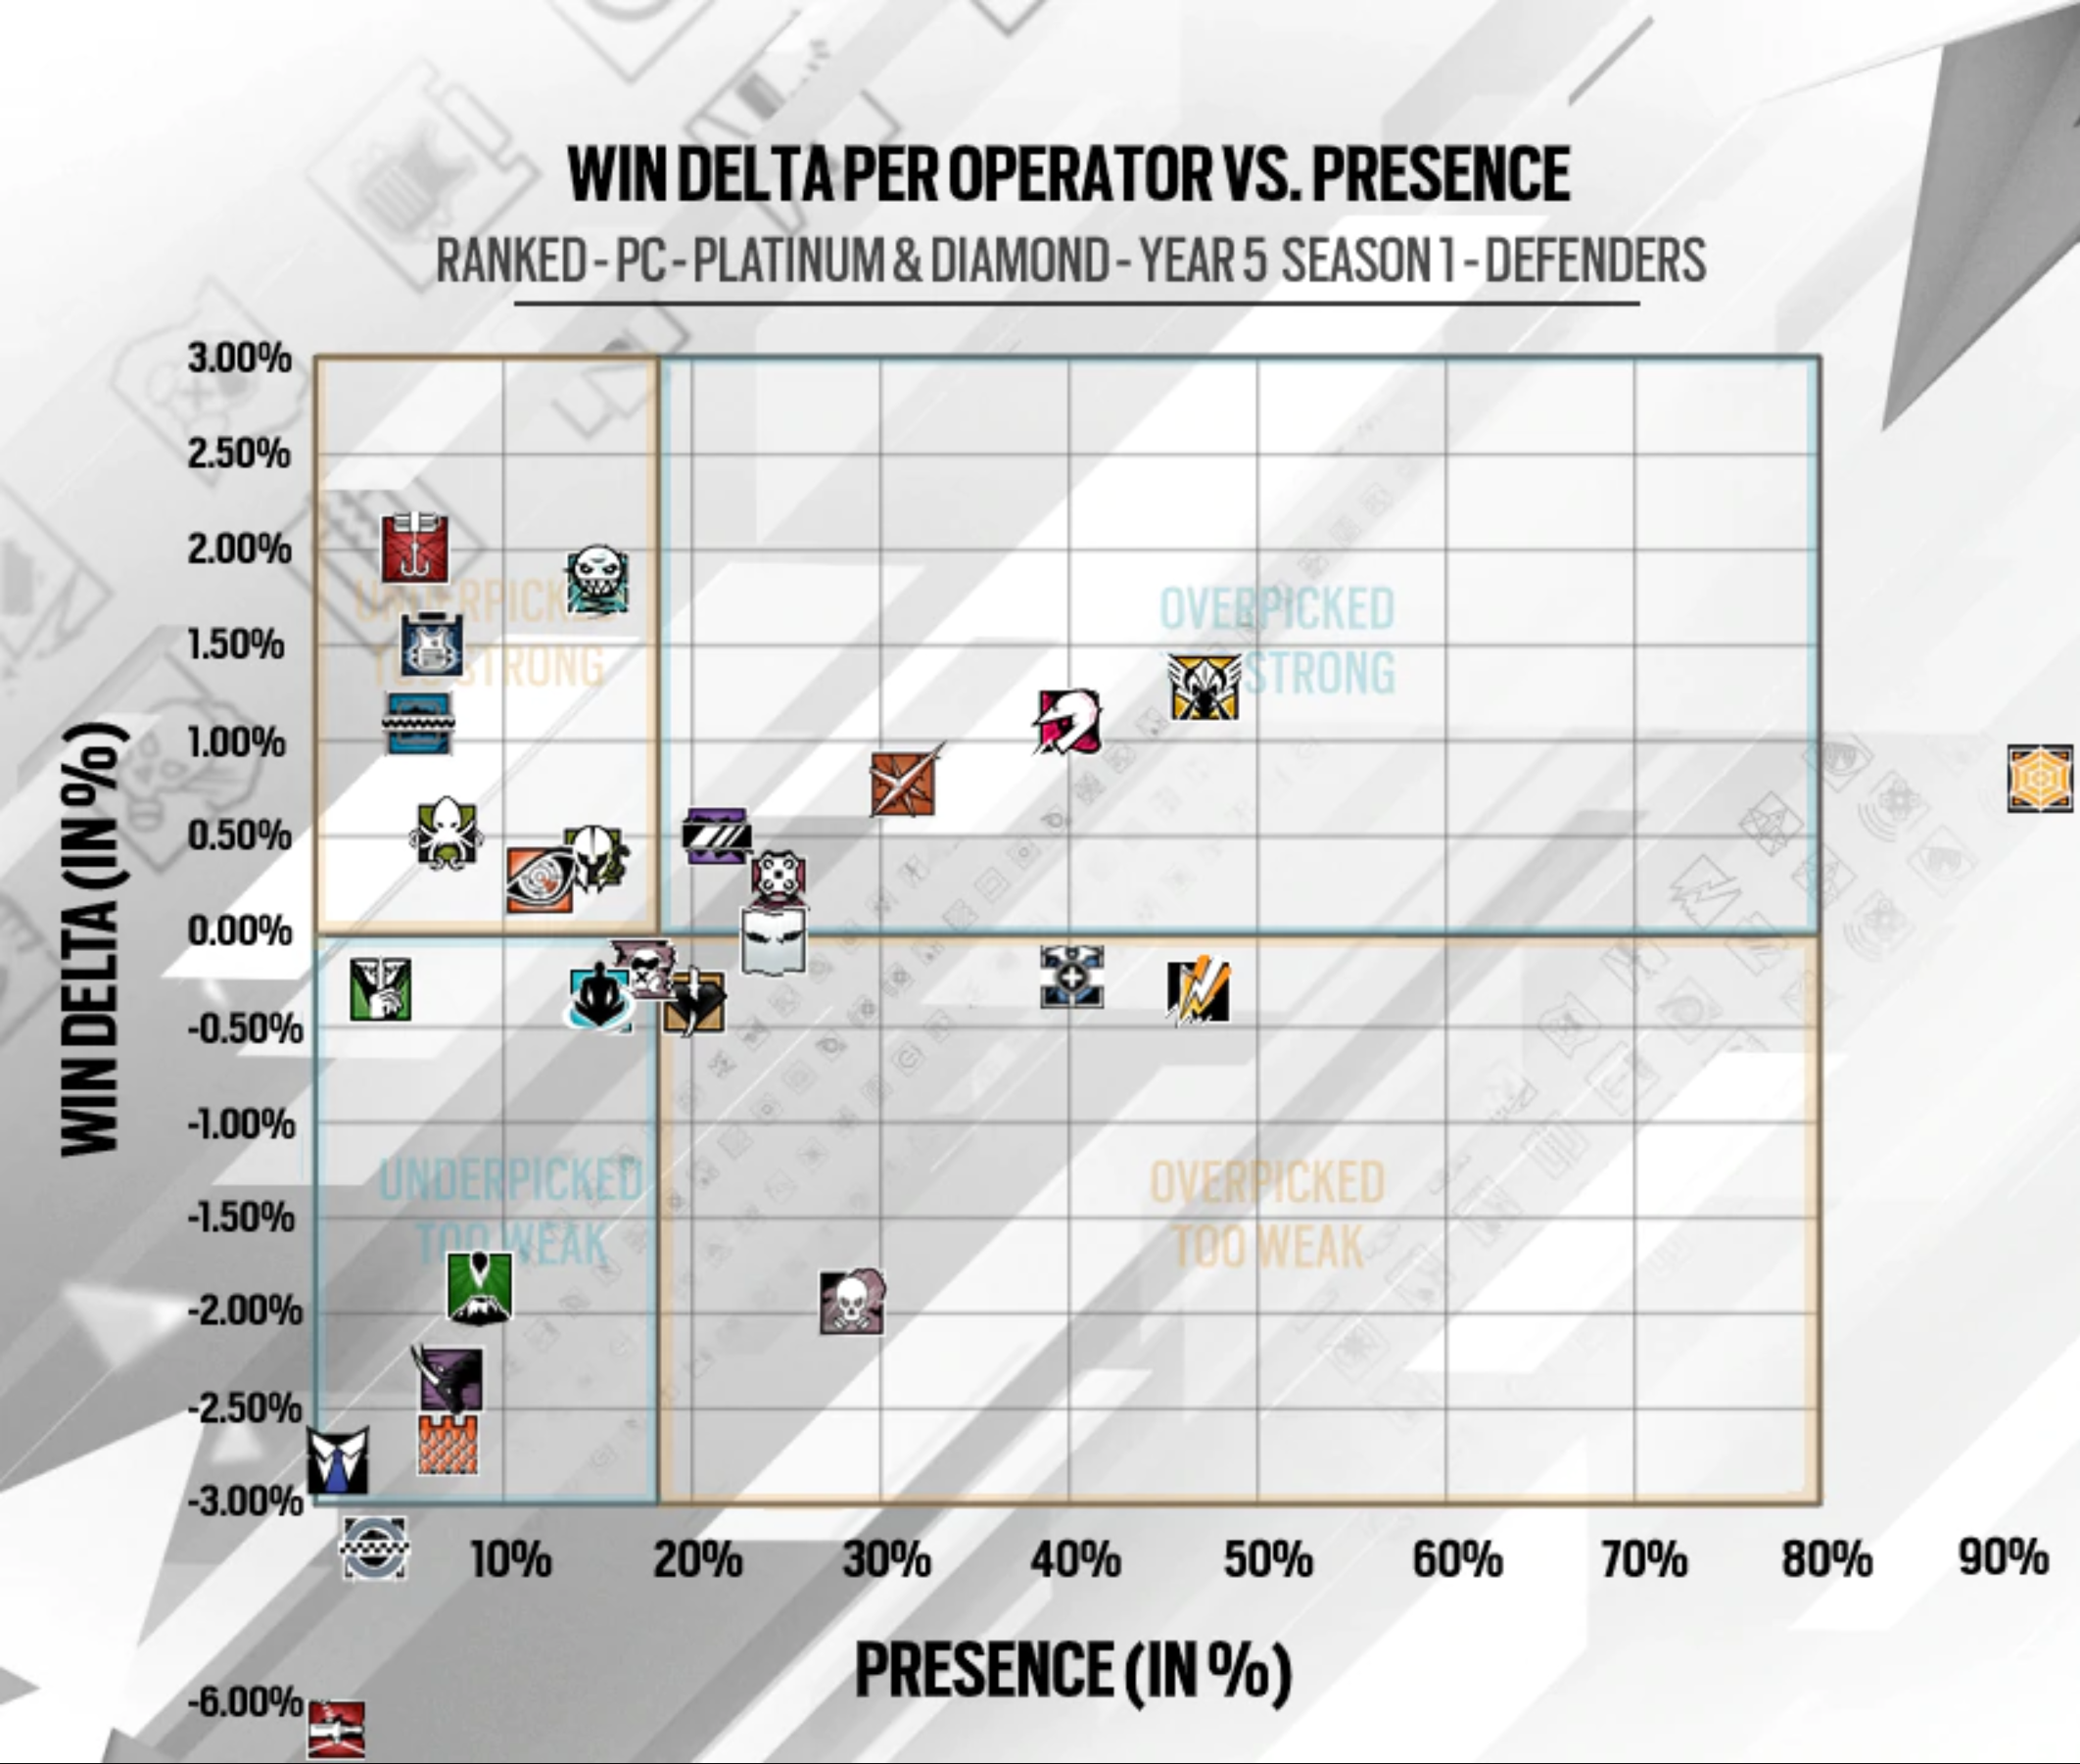 WIN DELTA PER OPERATOR VS. PRESENCE
RANKED - PC - PLATINUM & DIAMOND - YEAR 5 SEASON 1 - DEFENDERS
WIN DELTA (IN %)
3.00%
2.50%
2.00%
1.50%
1.00%
0.50%
0.00%
-0.50%
-1.00%
-1.50%
-2.00%
-2.50%
-3.00%
-6.00%
UNDERPICKED
STRONG
OVERPICKED
STRONG
UNDERPICKED
TOO WEAK
OVERPICKED
TOO WEAK
10%
20%
30%
40%
50%
60%
70%
80%
90%
PRESENCE (IN %)